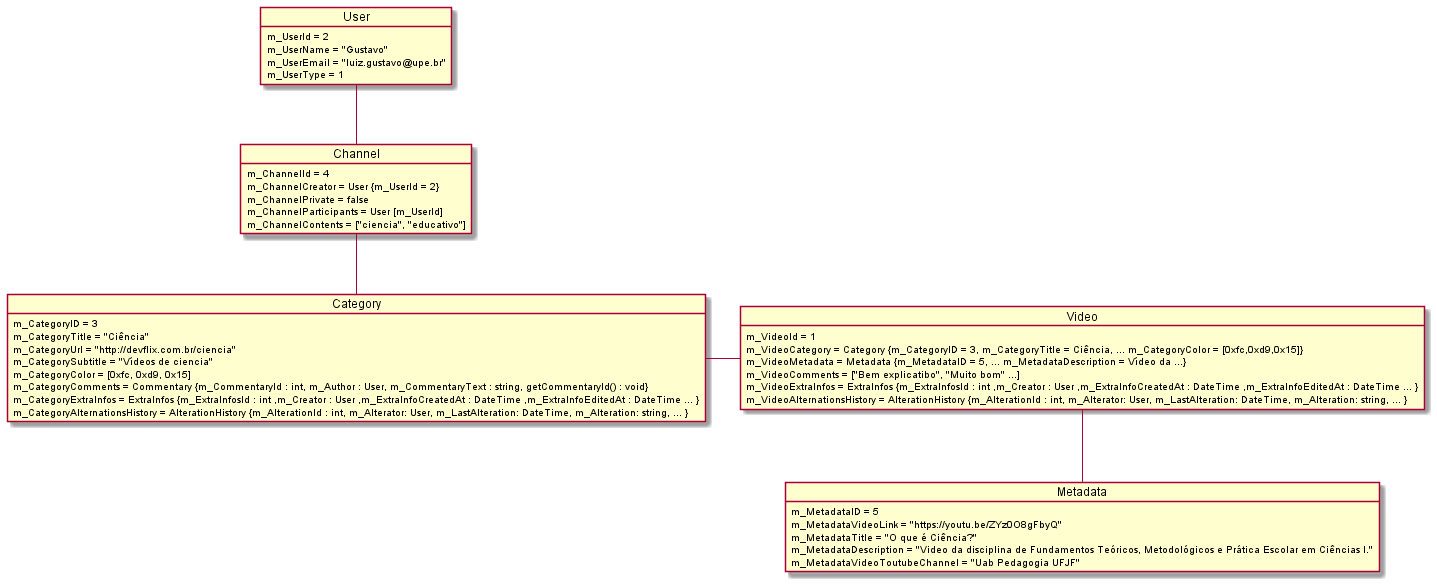 User
m_UserId = 2
m_UserName = "Gustavo"
m_UserEmail = "luiz.gustavo@upe.br"
m_UserType = 1
Channel
m_ChannelId = 4
m_ChannelCreator = User {m_UserId = 2}
m_ChannelPrivate = false
m_ChannelParticipants = User [m_UserId]
m_ChannelContents = ["ciencia", "educativo"]
Category
m_CategoryID = 3
m_CategoryTitle = "Ciência"
m_CategoryUrl = "http://devflix.com.br/ciencia"
m_CategorySubtitle = "Vídeos de ciencia"
m_CategoryColor = [0xfc, 0xd9, 0x15]
m_CategoryComments = Commentary {m_CommentaryId : int, m_Author : User, m_CommentaryText : string, getCommentaryId() : void}
m_CategoryExtraInfos = ExtraInfos {m_ExtraInfosId : int ,m_Creator : User ,m_ExtraInfoCreatedAt : DateTime ,m_ExtraInfoEditedAt : DateTime ... }
m_CategoryAlternationsHistory = AlterationHistory {m_AlterationId : int, m_Alterator: User, m_LastAlteration: DateTime, m_Alteration: string, ... }
Video
m_VideoId = 1
m_VideoCategory = Category {m_CategoryID = 3, m_CategoryTitle = Ciência, ... m_CategoryColor = [0xfc,0xd9,0x15]}
m_VideoMetadata = Metadata {m_MetadataID = 5, ... m_MetadataDescription = Vídeo da ...}
m_VideoComments = ["Bem explicatibo", "Muito bom" ...]
m_VideoExtraInfos = ExtraInfos {m_ExtraInfosId : int ,m_Creator : User ,m_ExtraInfoCreatedAt : DateTime ,m_ExtraInfoEditedAt : DateTime ... }
m_VideoAlternationsHistory = AlterationHistory {m_AlterationId : int, m_Alterator: User, m_LastAlteration: DateTime, m_Alteration: string, ... }
Metadata
m_MetadataID = 5
m_MetadataVideoLink = "https://youtu.be/ZYz0O8gFbyQ"
m_MetadataTitle = "O que é Ciência?"
m_MetadataDescription = "Vídeo da disciplina de Fundamentos Teóricos, Metodológicos e Prática Escolar em Ciências I."
m_MetadataVideoToutubeChannel = "Uab Pedagogia UFJF"